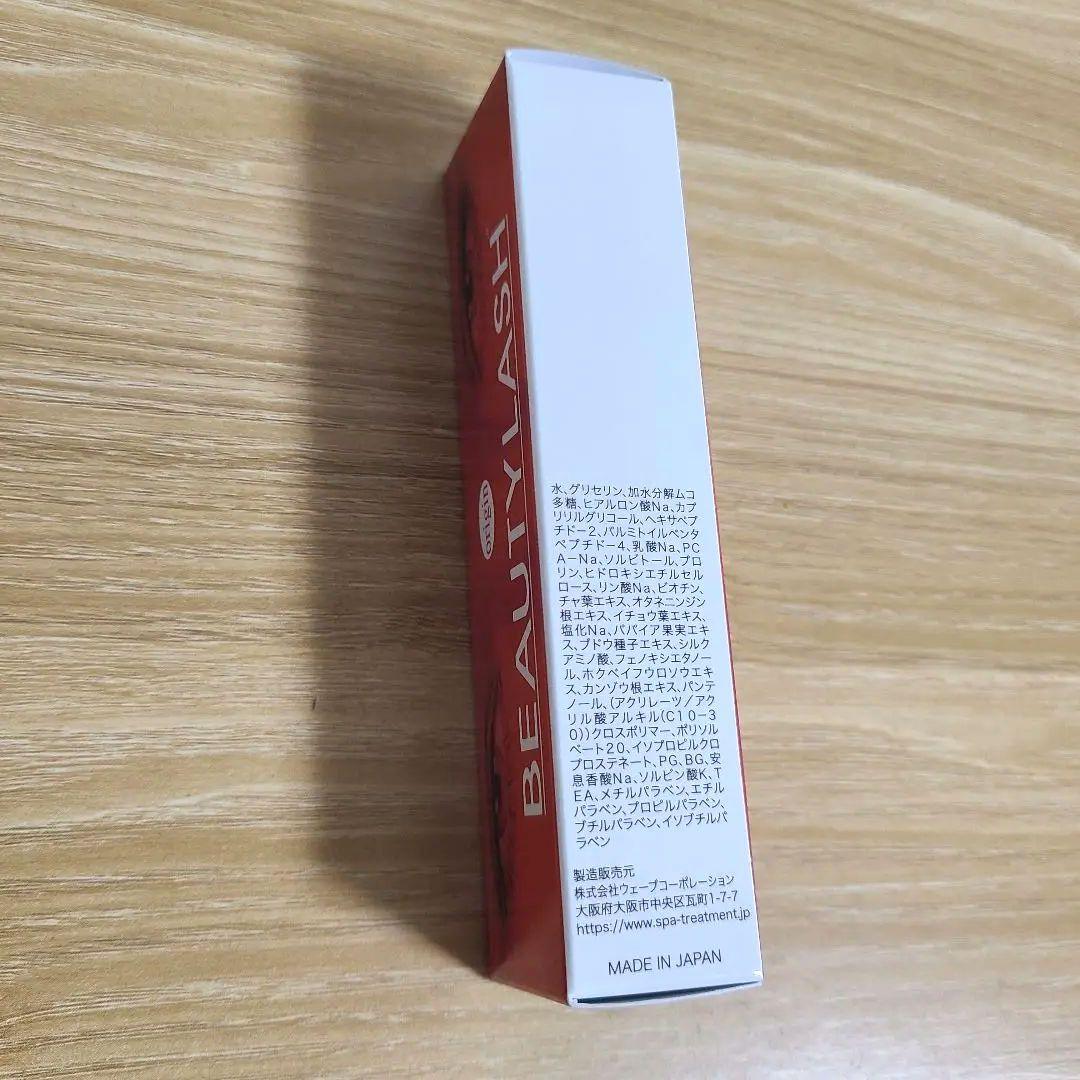 BEAUTYLASH
origin
水、グリセリン、加水分解ムコ
多糖、ヒアルロン酸Na、カプ
リリルグリコール、ヘキサペプ
チド−2、パルミトイルペンタ
ペプチド−4、乳酸Na、PC
A−Na、ソルビトール、プロ
リン、ヒドロキシエチルセル
ロース、リン酸Na、ビオチン、
チャ葉エキス、オタネニンジン
根エキス、イチョウ葉エキス、
塩化Na、パパイア果実エキ
ス、ブドウ種子エキス、シルク
アミノ酸、フェノキシエタノー
ル、ホクベイフウロソウエキ
ス、カンゾウ根エキス、パンテ
ノール、(アクリレーツ／アク
リル酸アルキル(C10−3
0))クロスポリマー、ポリソル
ベート20、イソプロピルクロ
プロステネート、PG、BG、安
息香酸Na、ソルビン酸K、T
EA、メチルパラベン、エチル
パラベン、プロピルパラベン、
ブチルパラベン、イソブチルパ
ラベン
製造販売元
株式会社ウェーブコーポレーション
大阪府大阪市中央区瓦町1-7-7
https://www.spa-treatment.jp
MADE IN JAPAN